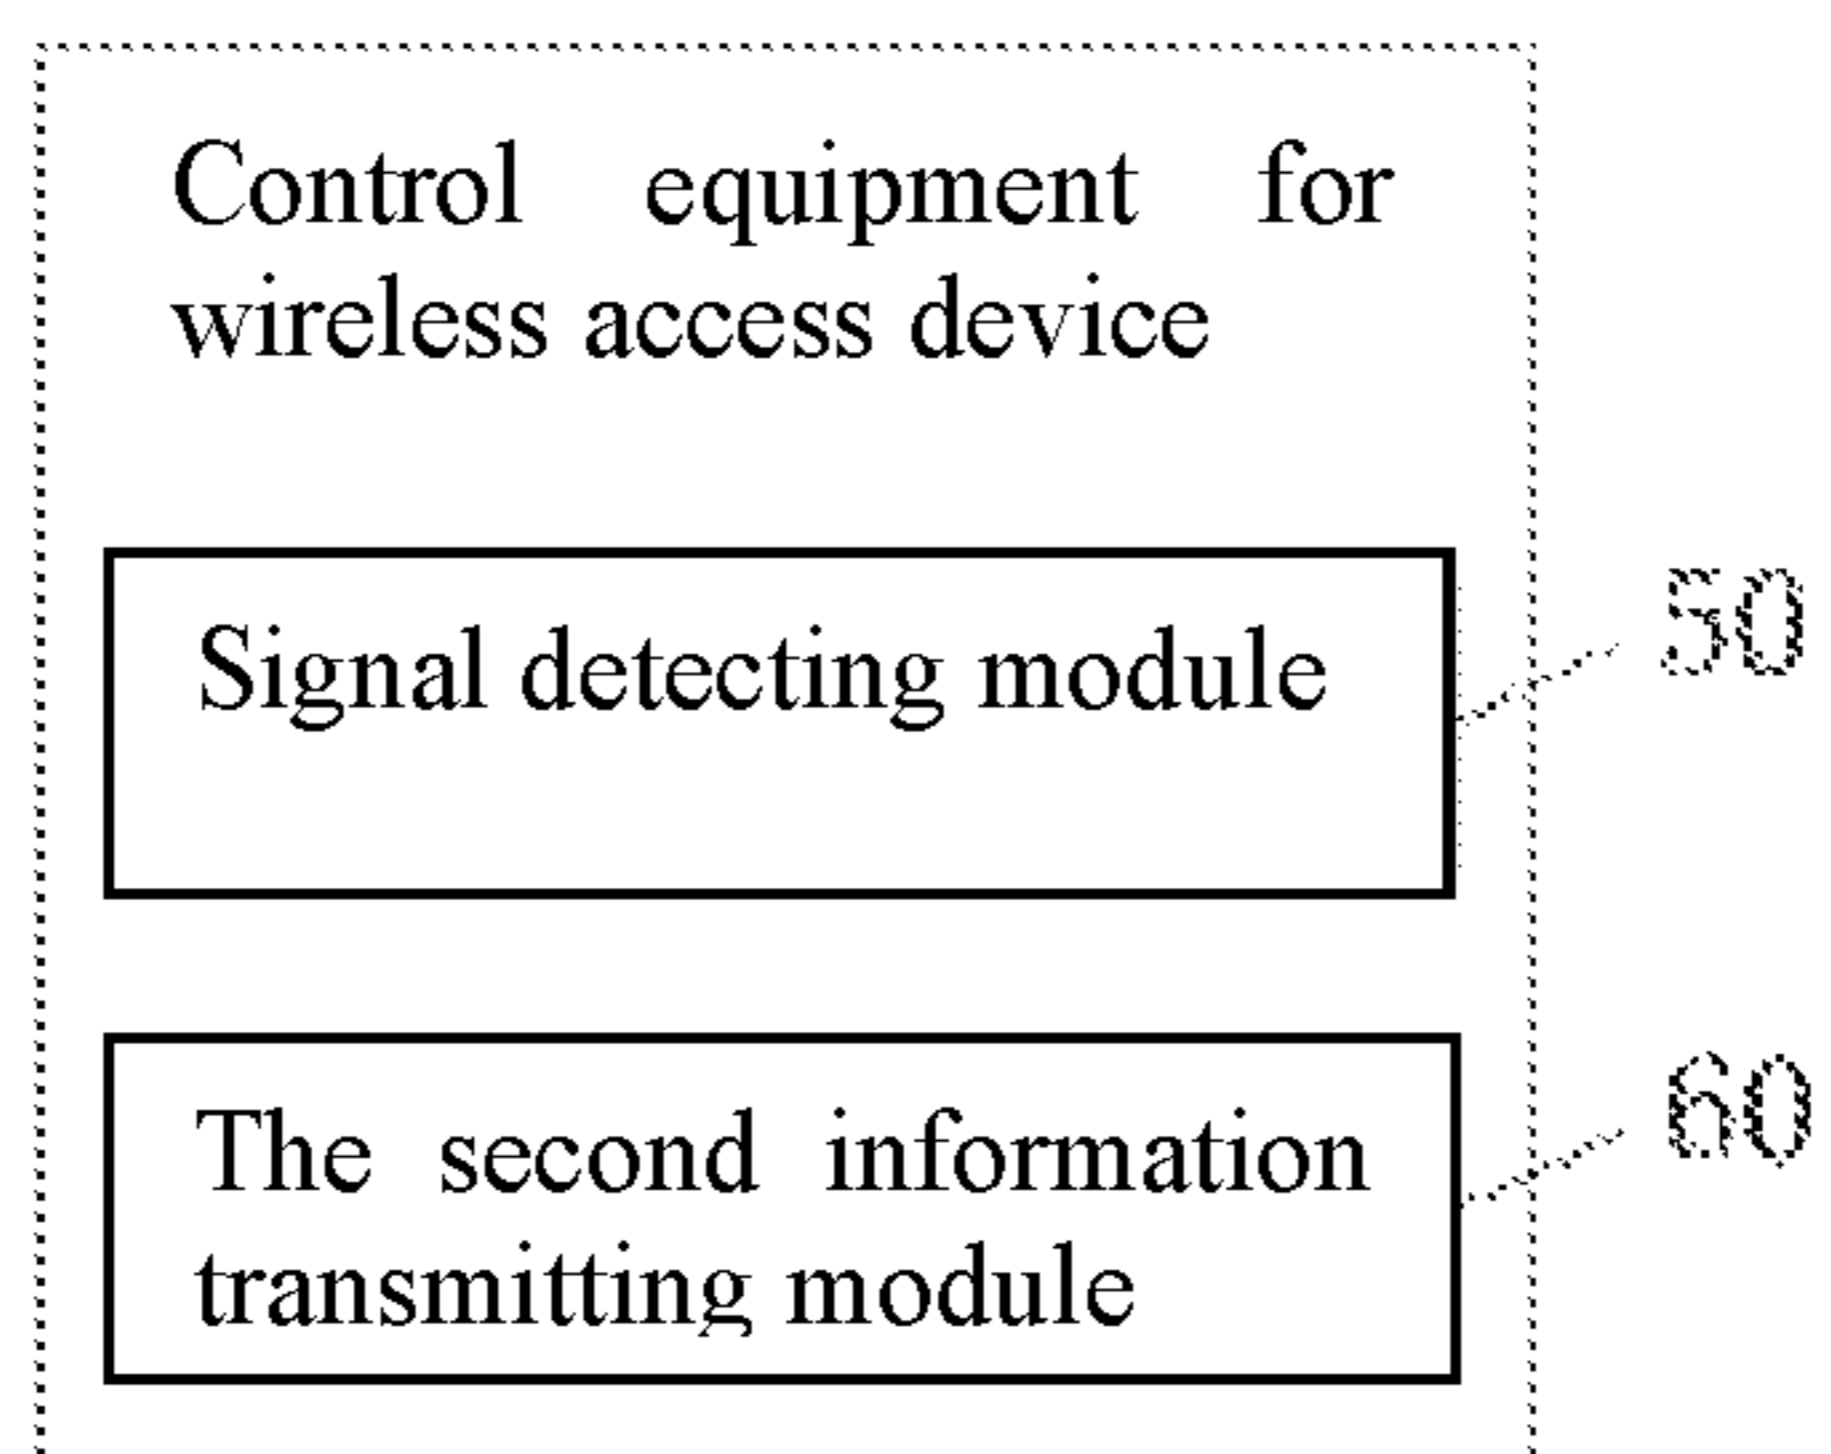 Control equipment for
wireless access device
Signal detecting module
50
The second information
transmitting module
60